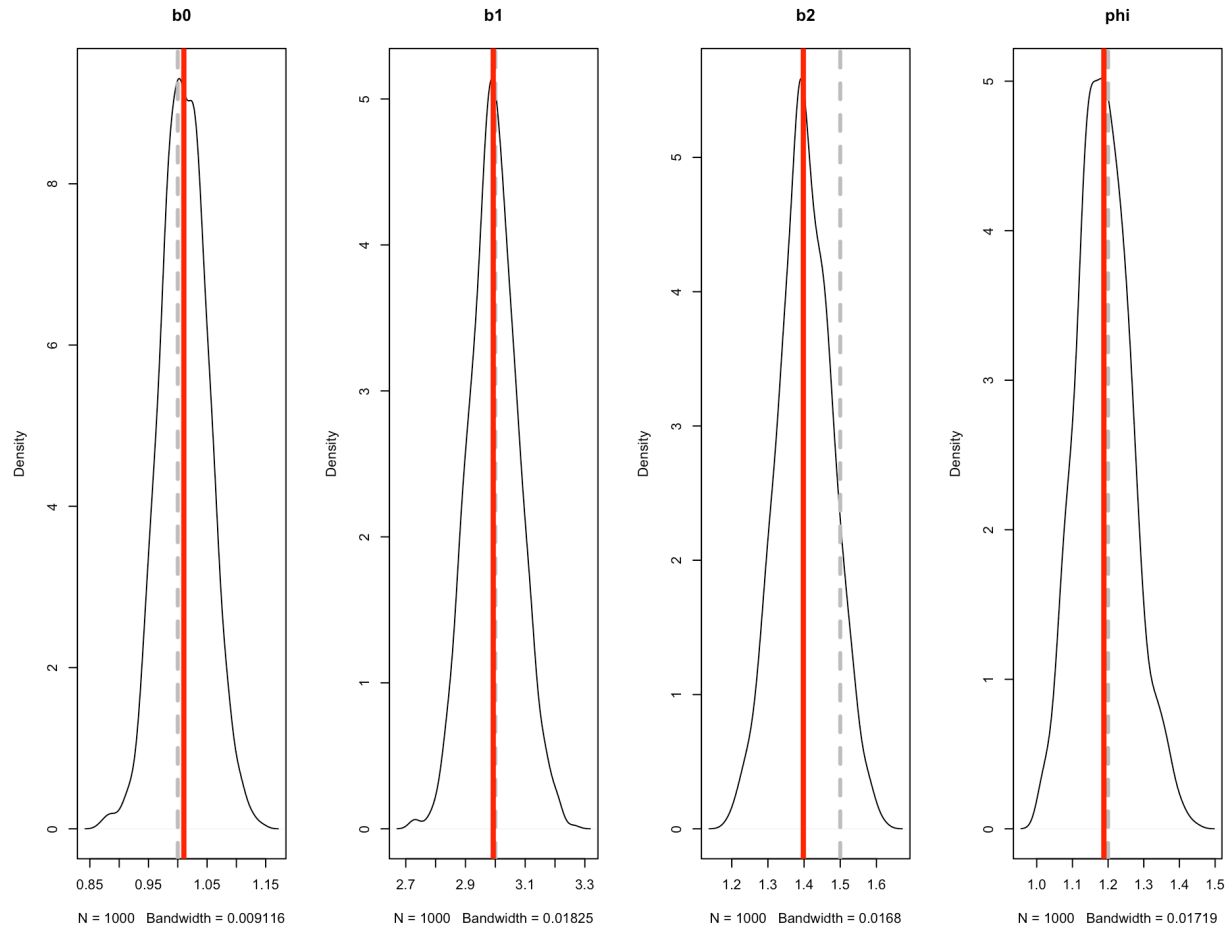 b0
b1
b2
phi
Density
0
2
4
6
8
0.85 0.95 1.05 1.15
N = 1000 Bandwidth = 0.009116
Density
0
1
2
3
4
5
2.7 2.9 3.1 3.3
N = 1000 Bandwidth = 0.01825
Density
0
1
2
3
4
5
1.2 1.3 1.4 1.5 1.6
N = 1000 Bandwidth = 0.0168
Density
0
1
2
3
4
5
1.0 1.1 1.2 1.3 1.4 1.5
N = 1000 Bandwidth = 0.01719